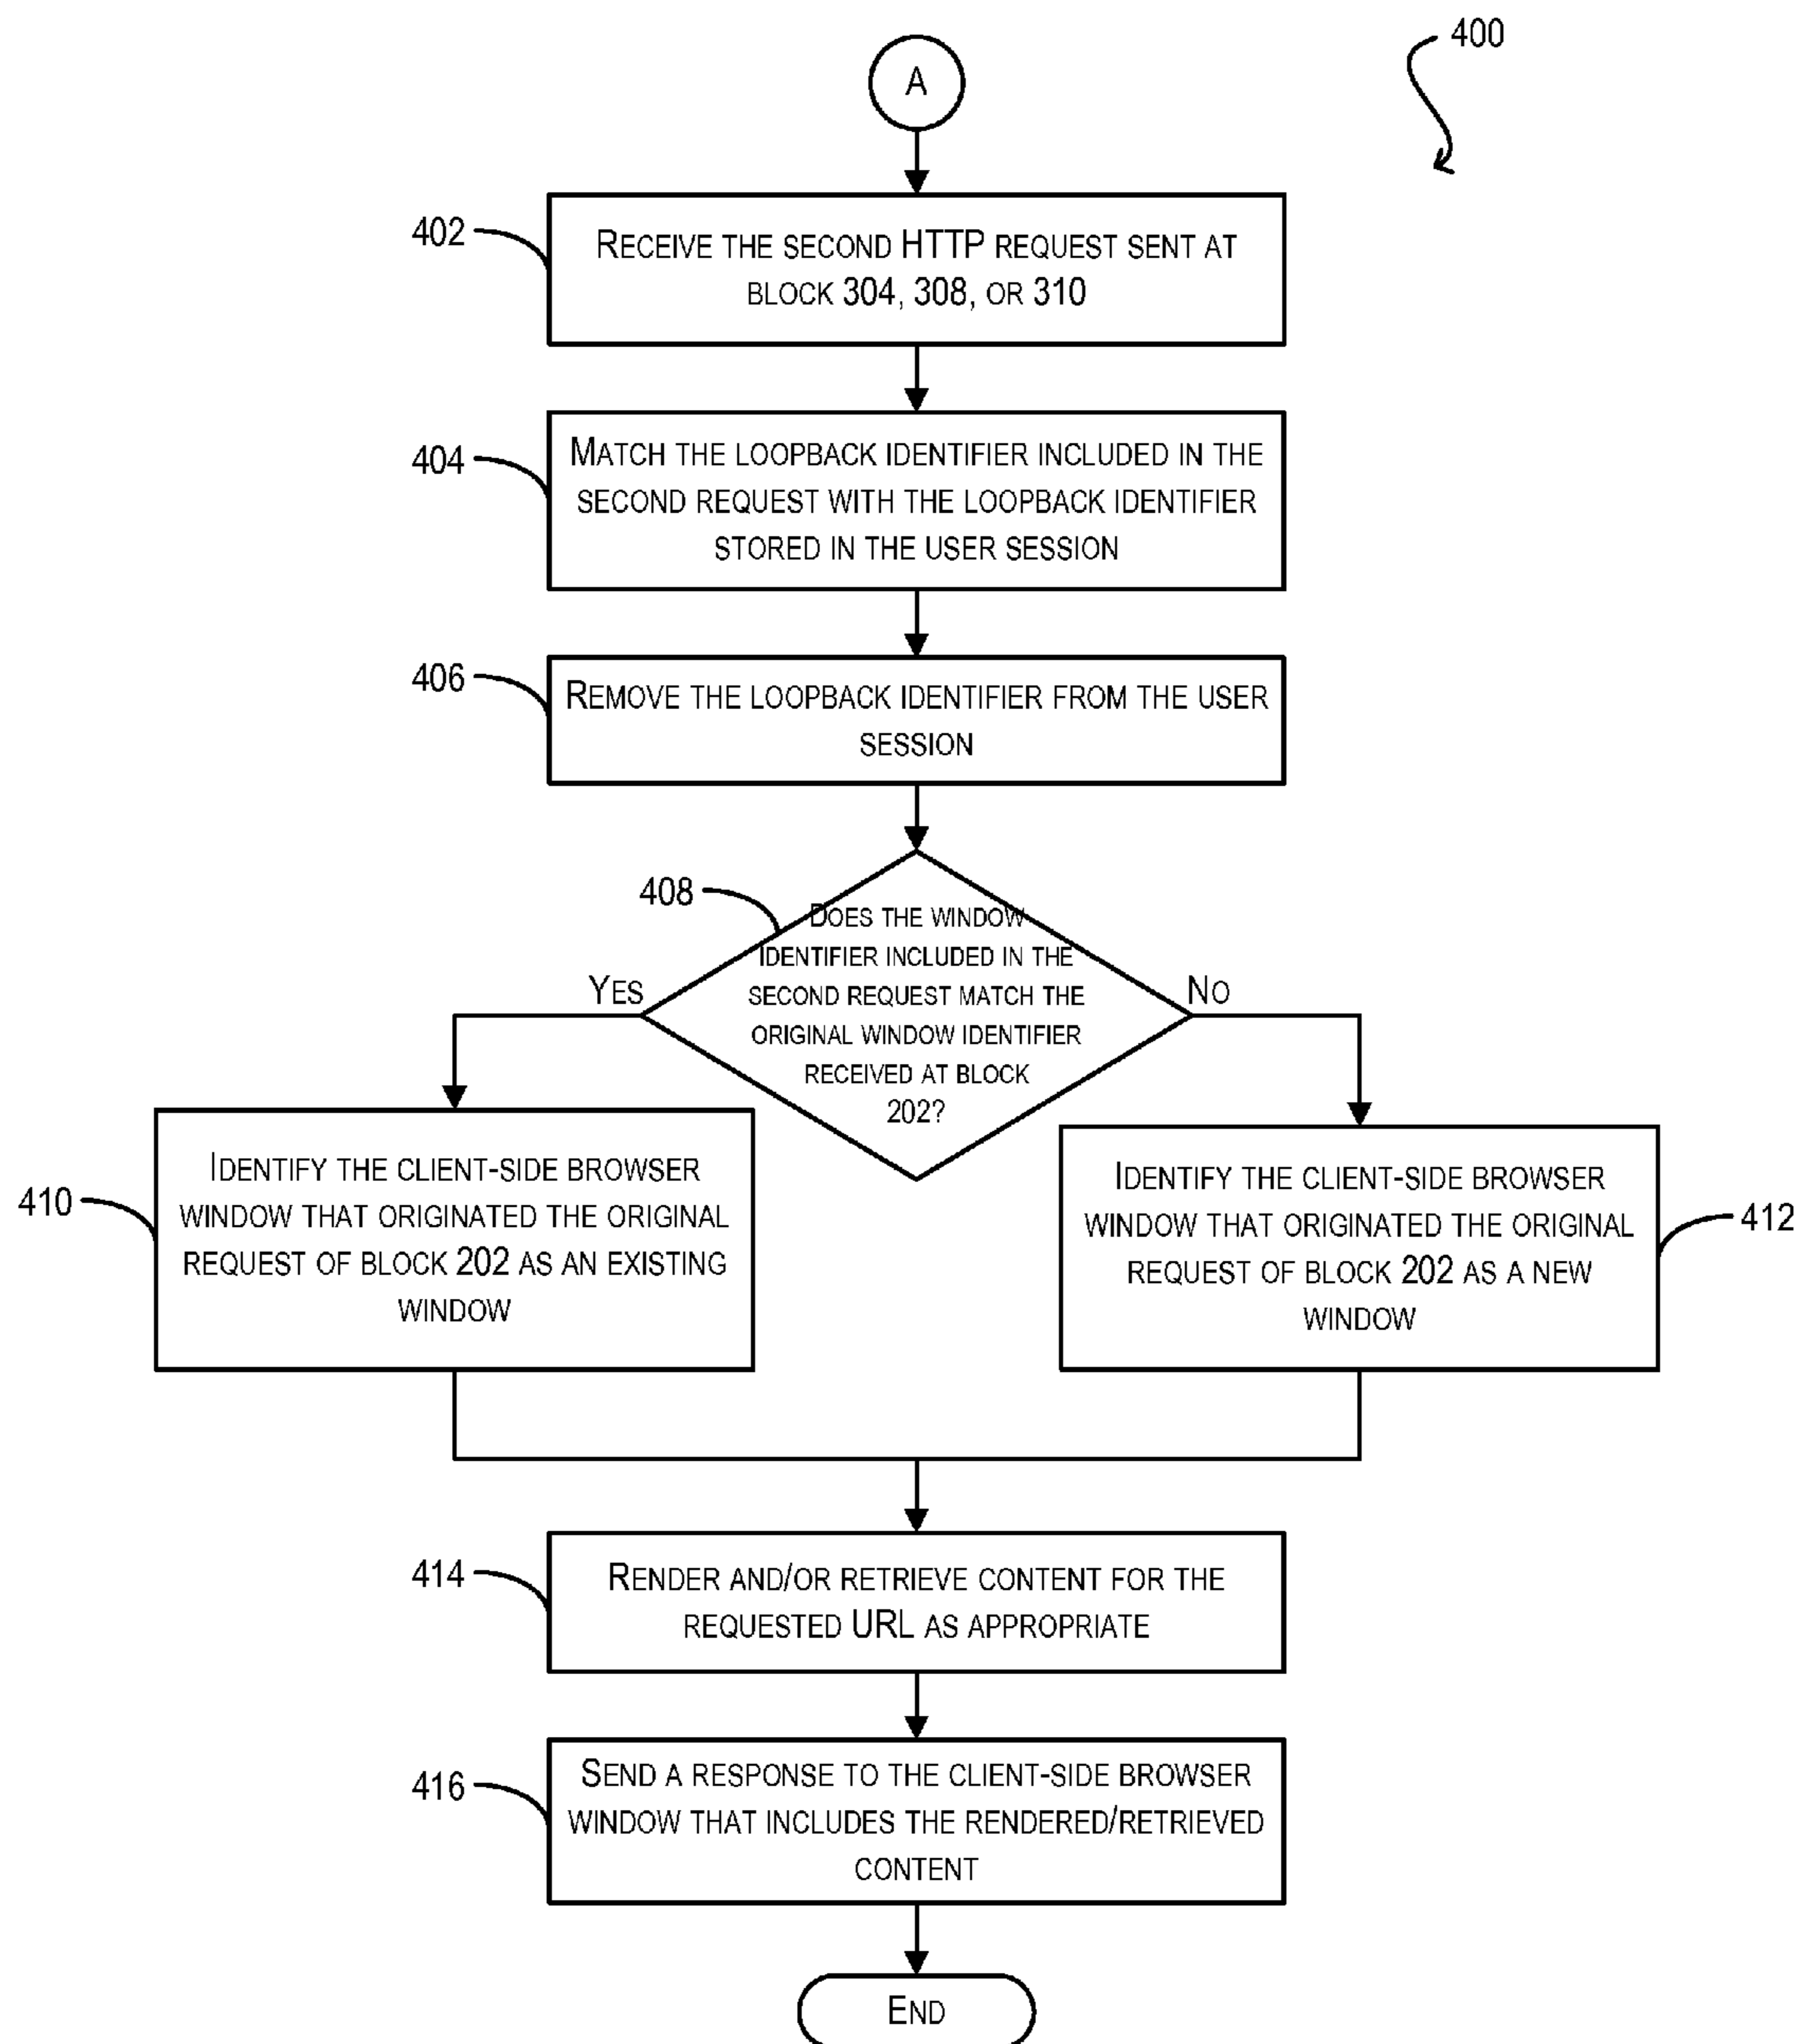 400
A
402
RECEIVE THE SECOND HTTP REQUEST SENT AT
BLOCK 304, 308, OR 310
404
MATCH THE LOOPBACK IDENTIFIER INCLUDED IN THE
SECOND REQUEST WITH THE LOOPBACK IDENTIFIER
STORED IN THE USER SESSION
406
REMOVE THE LOOPBACK IDENTIFIER FROM THE USER
SESSION
408
DOES THE WINDOW
IDENTIFIER INCLUDED IN THE
SECOND REQUEST MATCH THE
ORIGINAL WINDOW IDENTIFIER
RECEIVED AT BLOCK
202?
YES
NO
410
IDENTIFY THE CLIENT-SIDE BROWSER
WINDOW THAT ORIGINATED THE ORIGINAL
REQUEST OF BLOCK 202 AS AN EXISTING
WINDOW
IDENTIFY THE CLIENT-SIDE BROWSER
WINDOW THAT ORIGINATED THE ORIGINAL
REQUEST OF BLOCK 202 AS A NEW
WINDOW
412
414
RENDER AND/OR RETRIEVE CONTENT FOR THE
REQUESTED URL AS APPROPRIATE
416
SEND A RESPONSE TO THE CLIENT-SIDE BROWSER
WINDOW THAT INCLUDES THE RENDERED/RETRIEVED
CONTENT
END